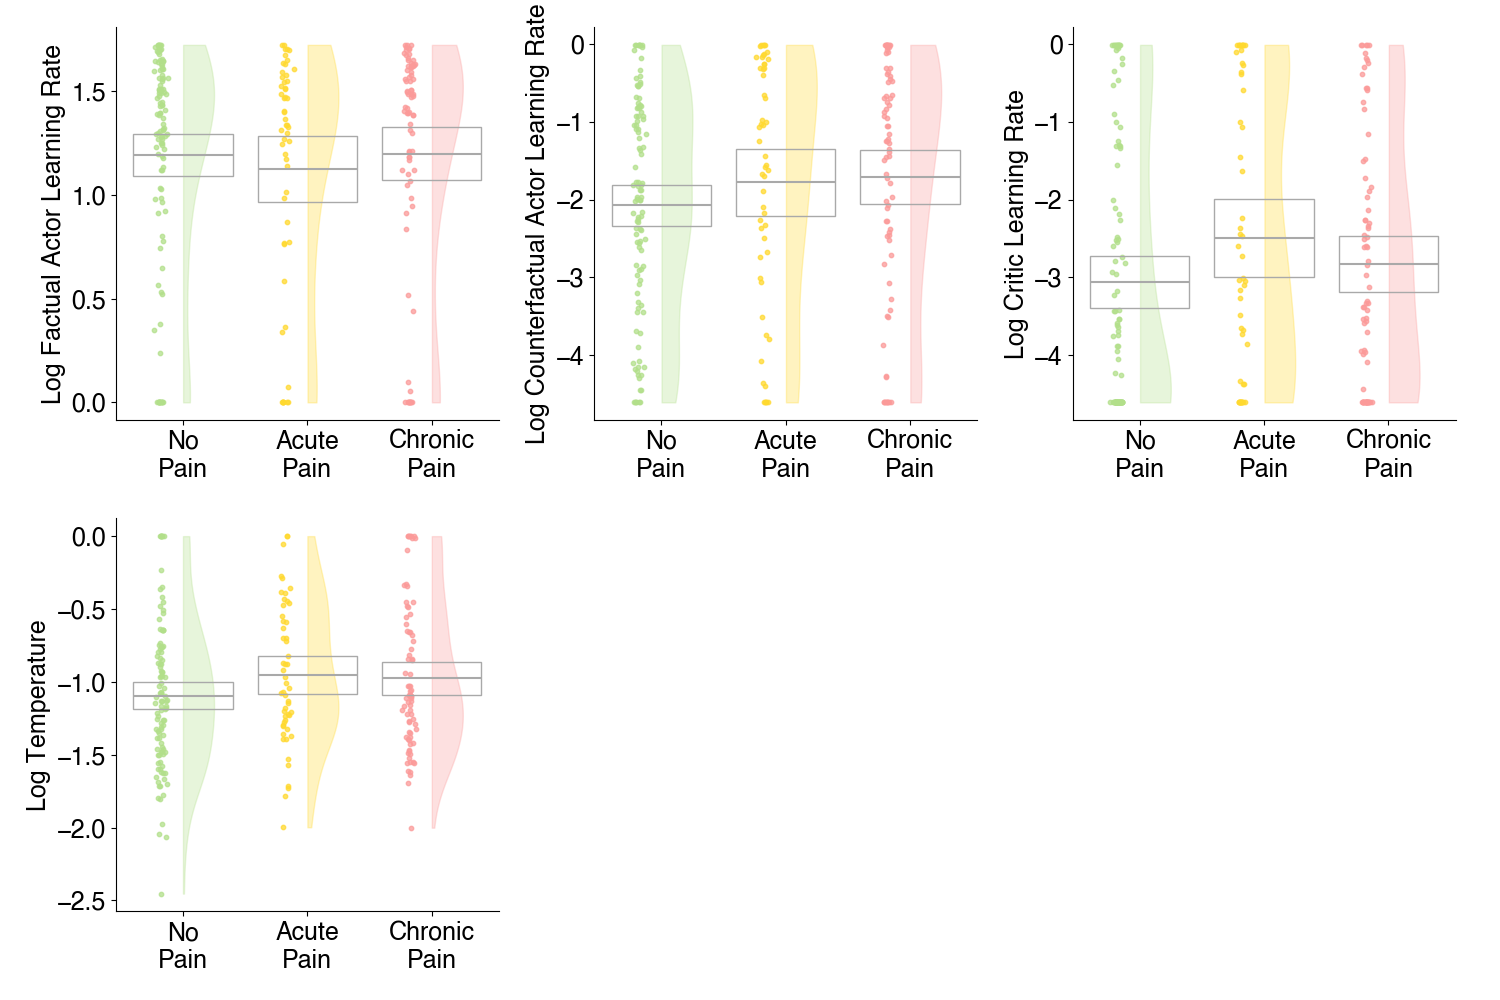 Log Factual Actor Learning Rate
1.5
1.0
0.5
0.0
No
Pain
Acute
Pain
Chronic
Pain
Log Counterfactual Actor Learning Rate
0
−1
−2
−3
−4
No
Pain
Acute
Pain
Chronic
Pain
Log Critic Learning Rate
0
−1
−2
−3
−4
No
Pain
Acute
Pain
Chronic
Pain
Log Temperature
0.0
−0.5
−1.0
−1.5
−2.0
−2.5
No
Pain
Acute
Pain
Chronic
Pain